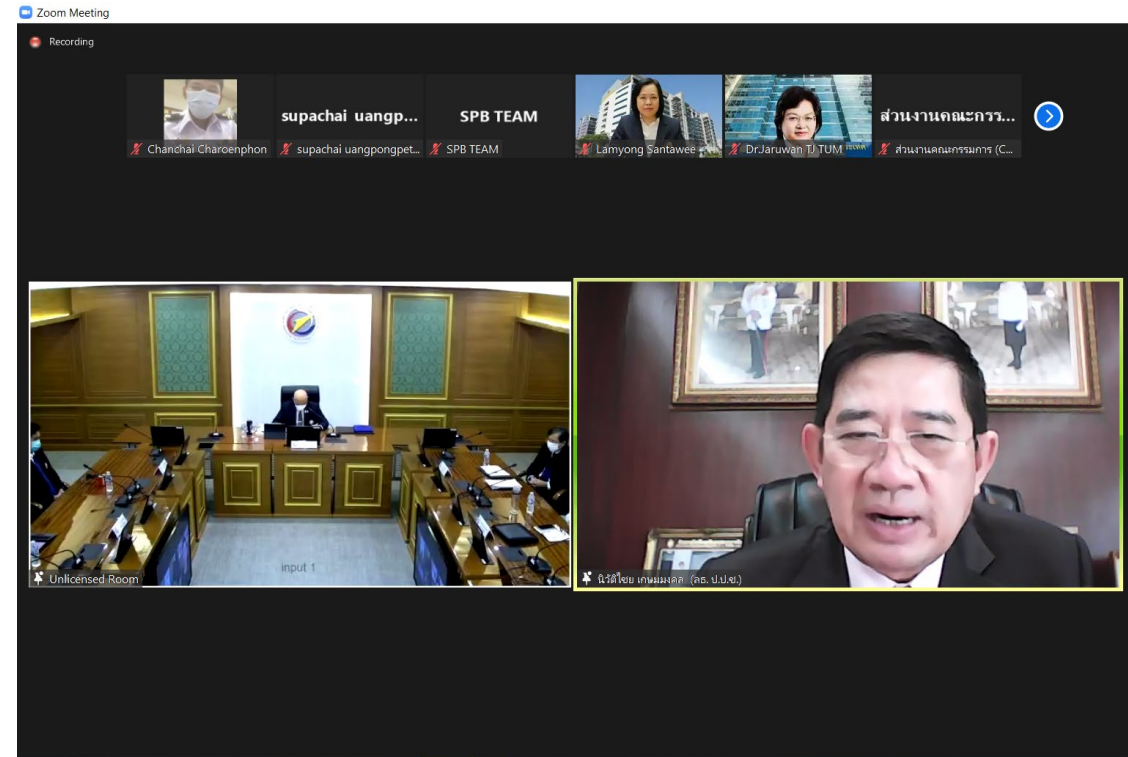 Zoom Meeting
Recording
supachai uangp...
SPB TEAM
ส่วนงานคณะกรร...
Chanchai Charoenphon
supachai uangpongpet...
SPB TEAM
Lamyong Santawee
Dr.Jaruwan TJ TUM
ส่วนงานคณะกรรมการ (C...
input 1
Unlicensed Room
นิวัติไชย เกษมมงคล (ลธ. ป.ป.ช.)